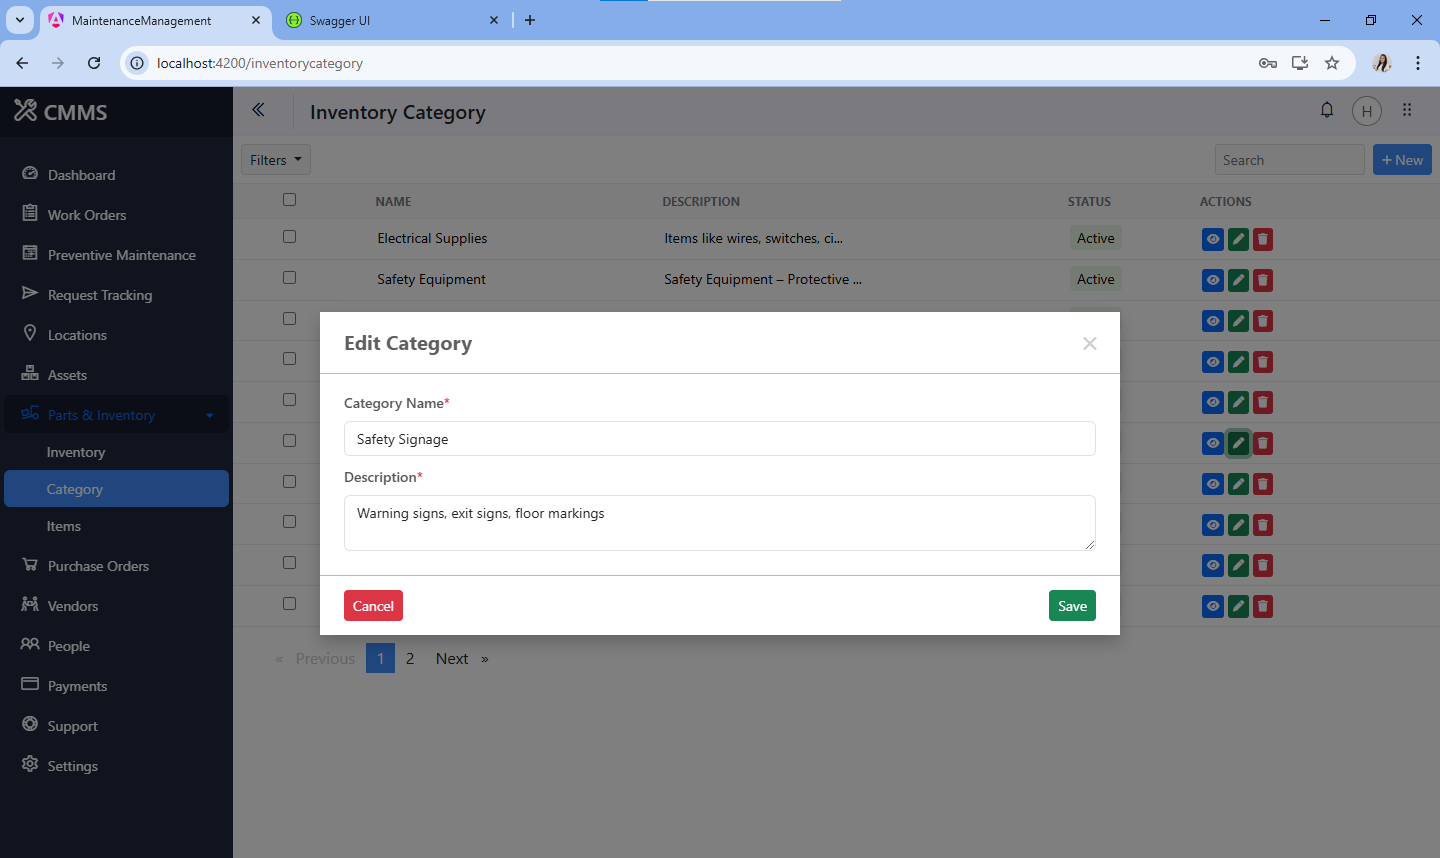 MaintenanceManagement
Swagger UI
localhost:4200/inventorycategory
CMMS
Inventory Category
H
Filters
Search
+ New
Dashboard
Work Orders
Preventive Maintenance
Request Tracking
Locations
Assets
Parts & Inventory
Inventory
Category
Items
Purchase Orders
Vendors
People
Payments
Support
Settings
NAME DESCRIPTION STATUS ACTIONS
Electrical Supplies Items like wires, switches, ci... Active
Safety Equipment Safety Equipment – Protective ... Active
Edit Category
Category Name*
Safety Signage
Description*
Warning signs, exit signs, floor markings
Cancel
Save
« Previous 1 2 Next »